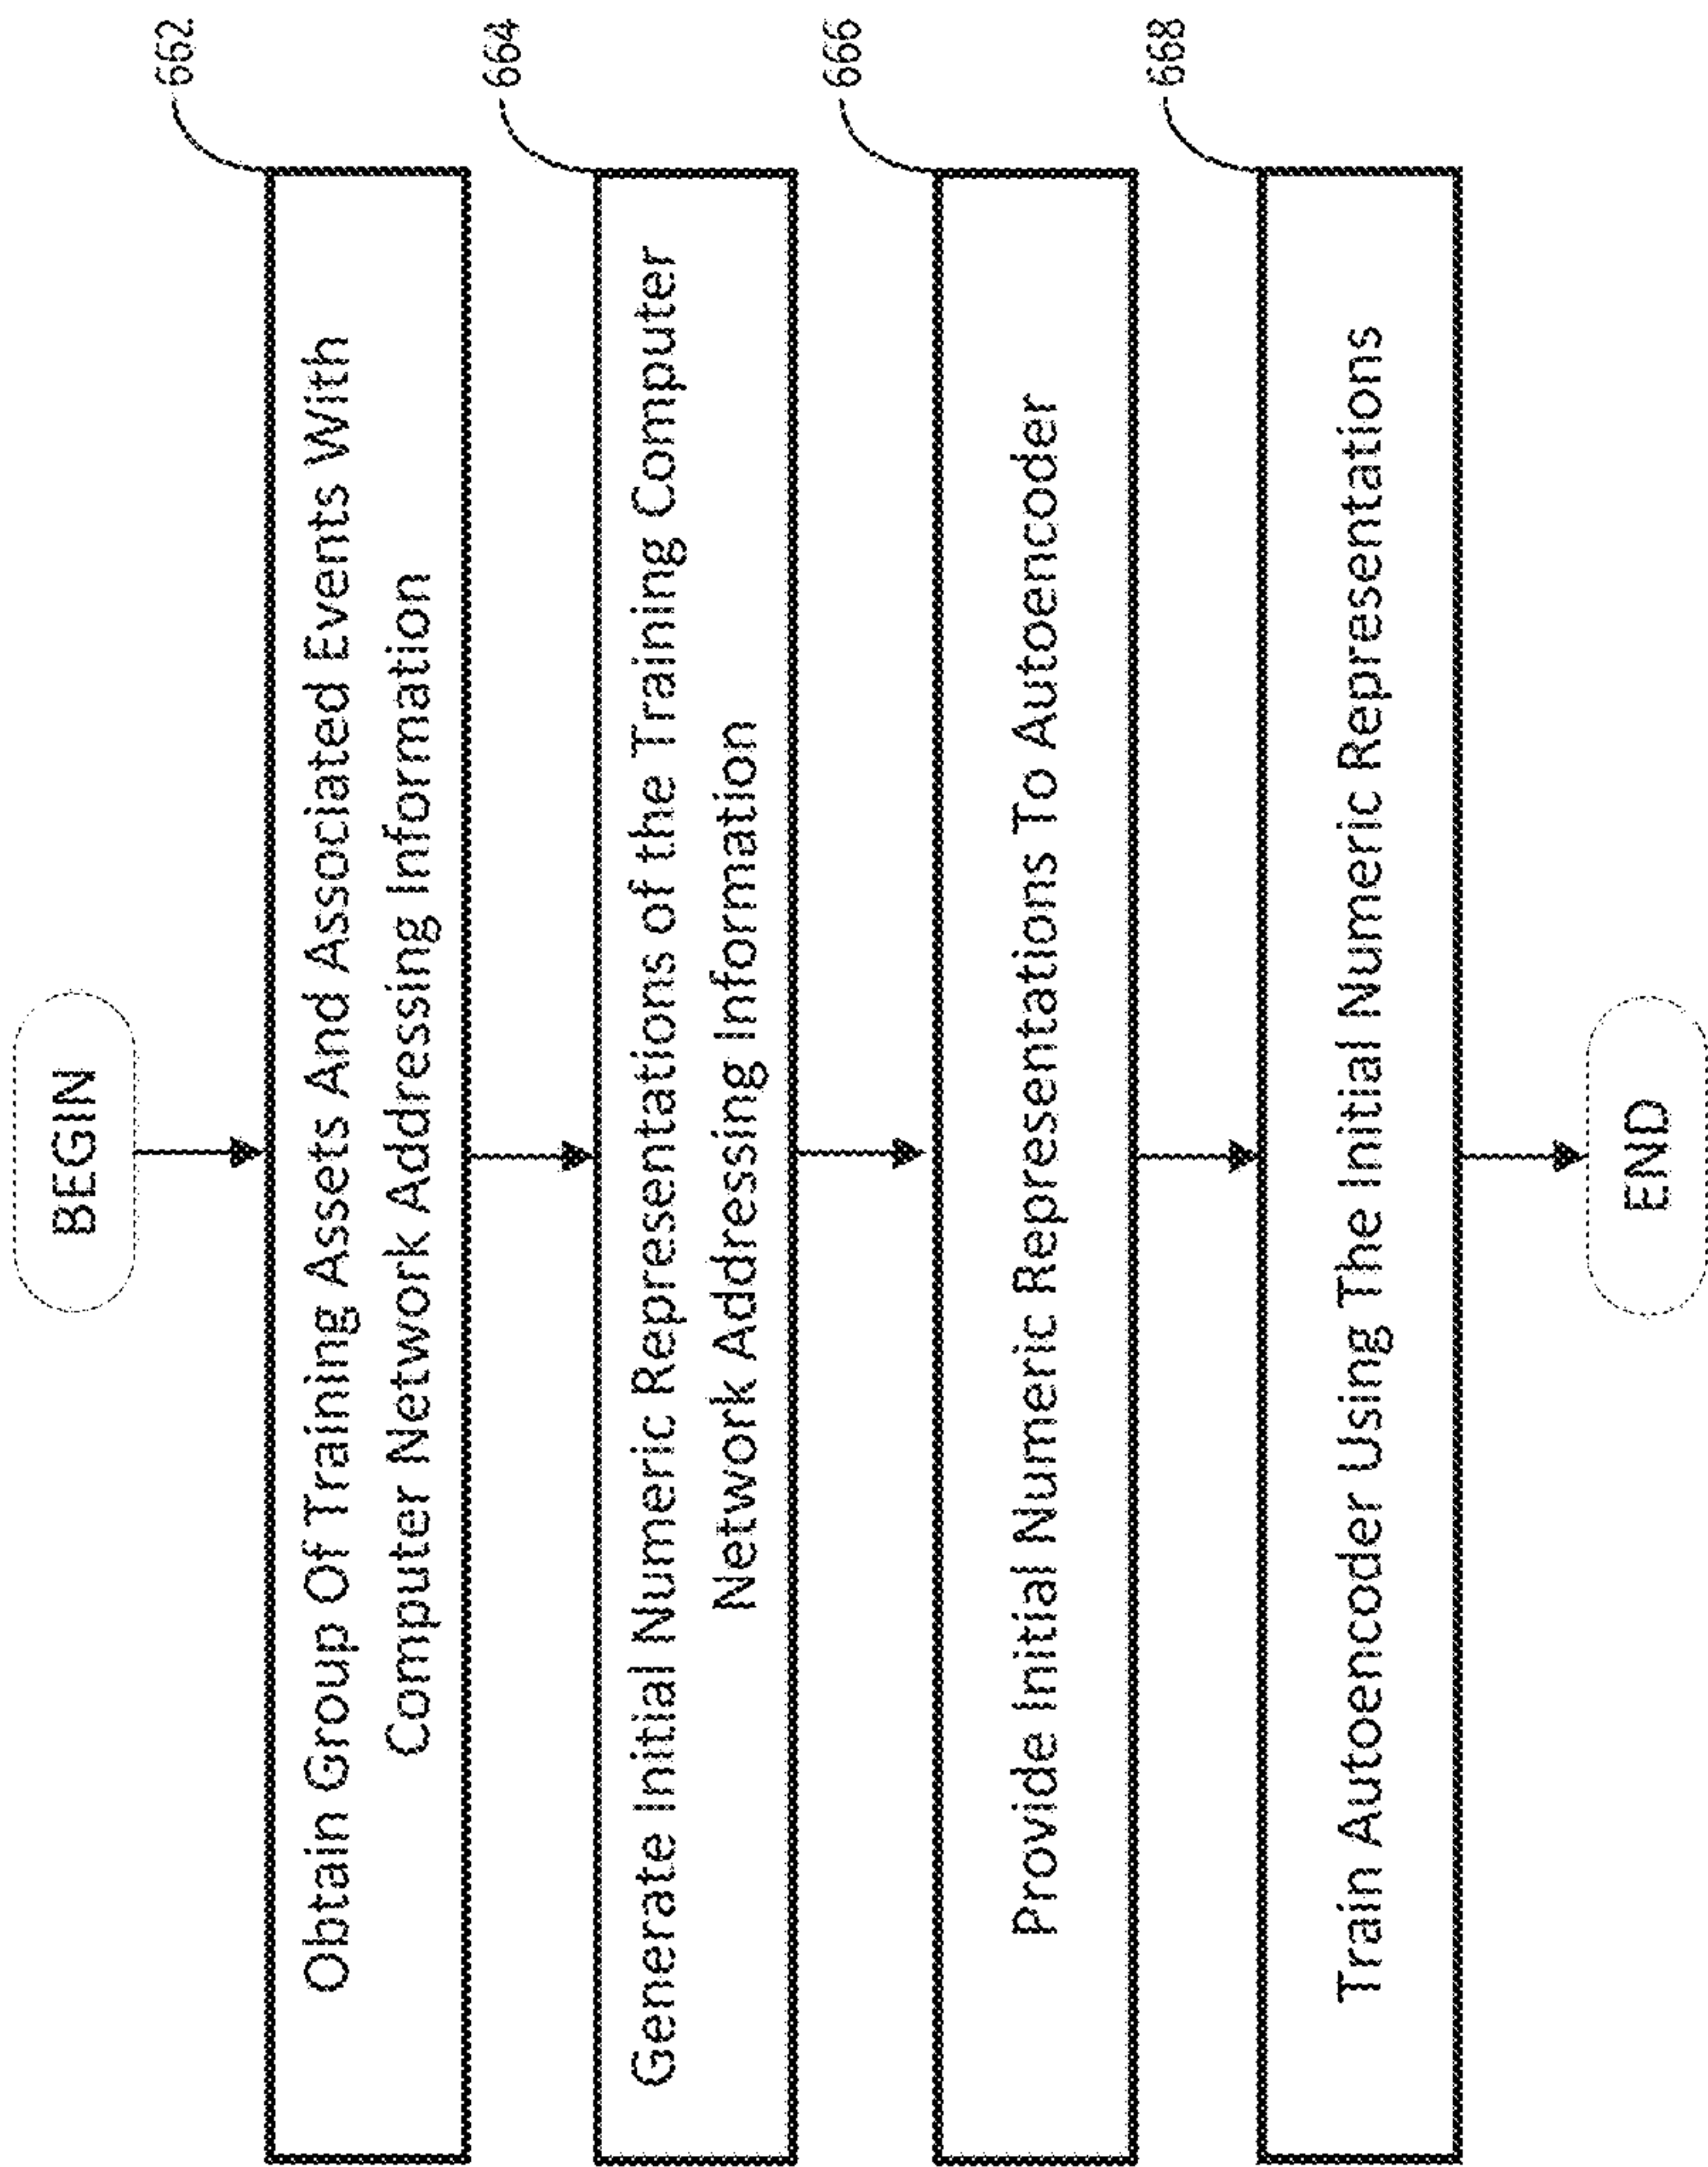 BEGIN
662
Obtain Group Of Training Assets And Associated Events With
Computer Network Addressing Information
664
Generate Initial Numeric Representations of the Training Computer
Network Addressing Information
666
Provide Initial Numeric Representations To Autoencoder
668
Train Autoencoder Using The Initial Numeric Representations
END